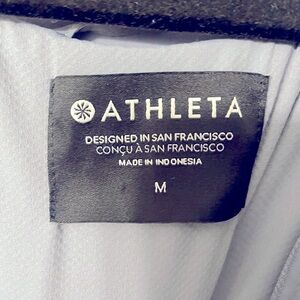 ATHLETA
DESIGNED IN SAN FRANCISCO
CONÇU À SAN FRANCISCO
MADE IN INDONESIA
M